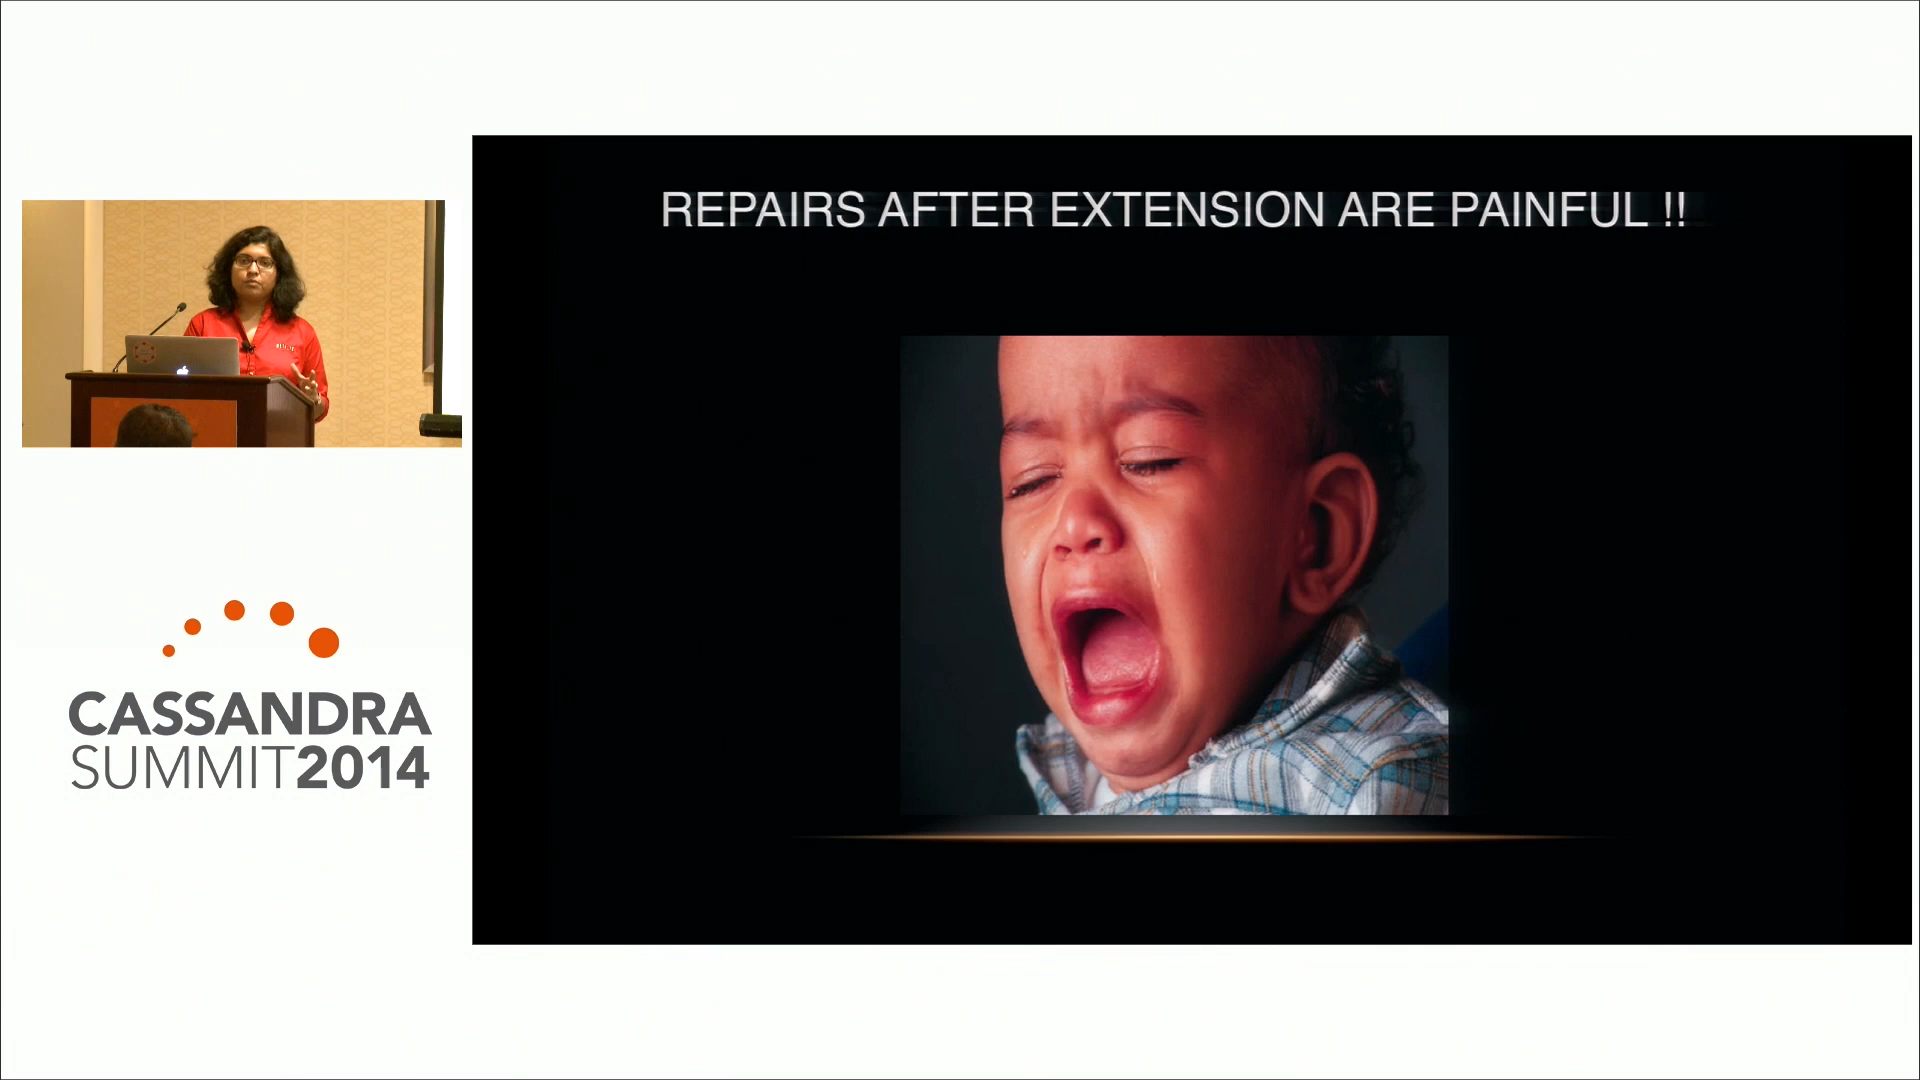 REPAIRS AFTER EXTENSION ARE PAINFUL !!
CASSANDRA
SUMMIT2014